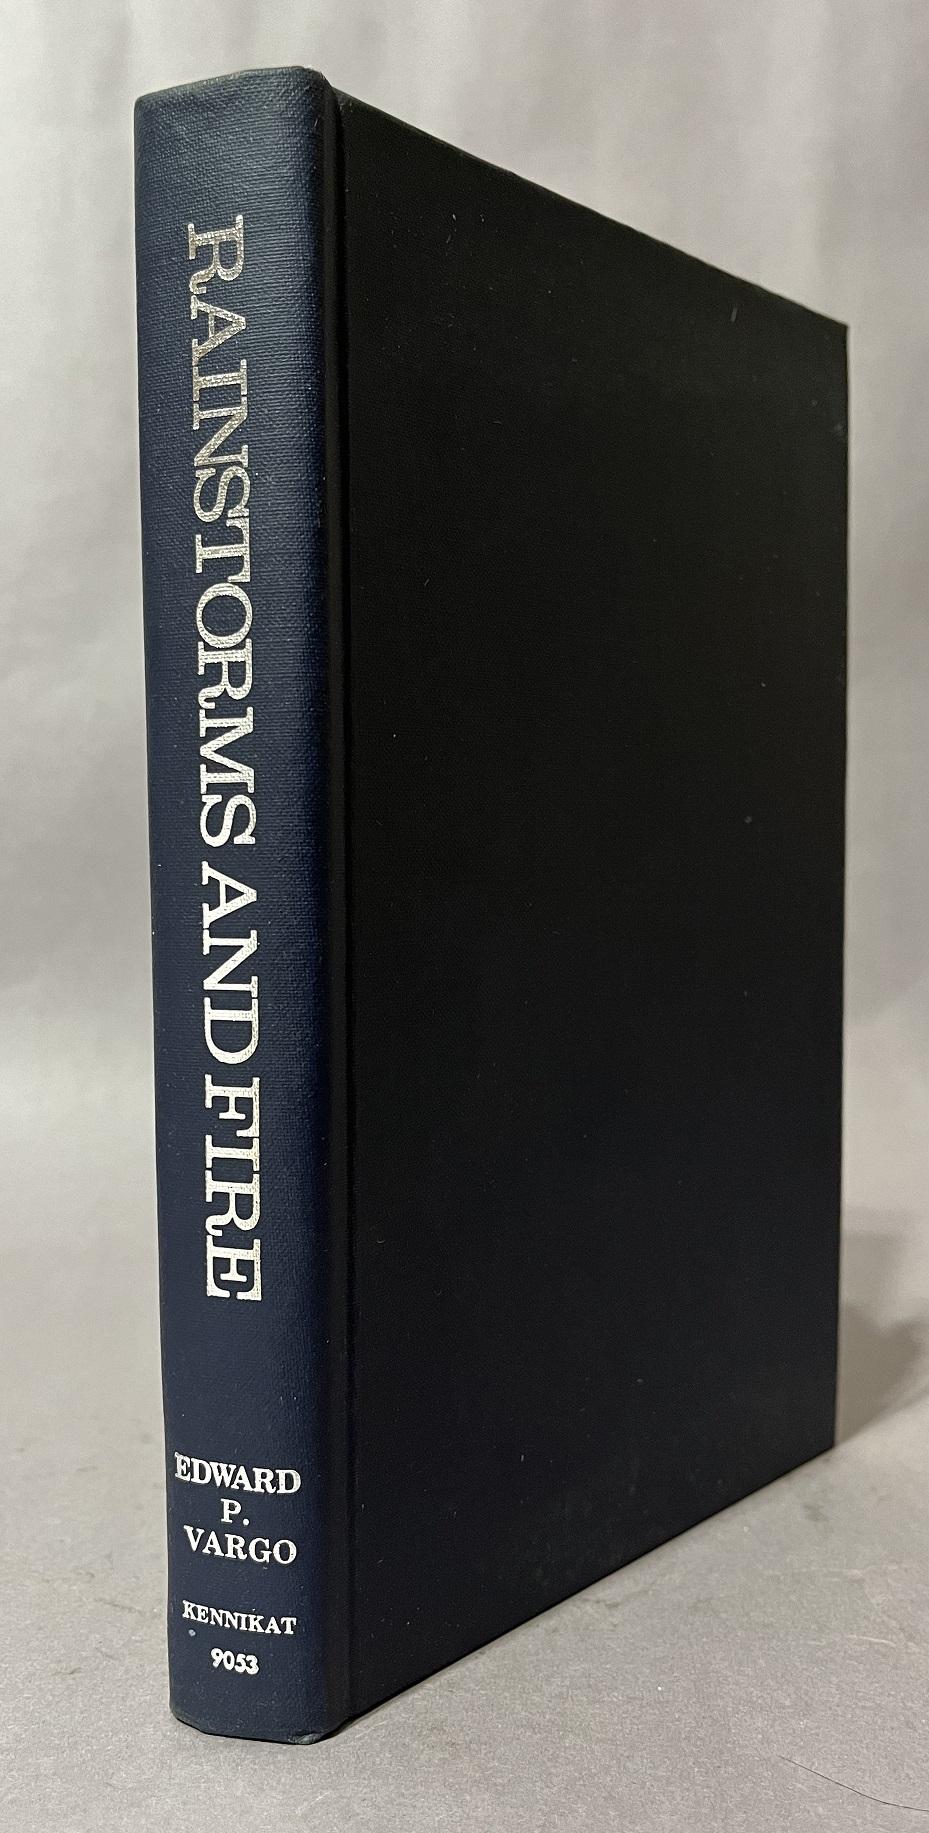 RAINSTORMS AND FIRE
EDWARD
P.
VARGO
KENNIKAT
9053